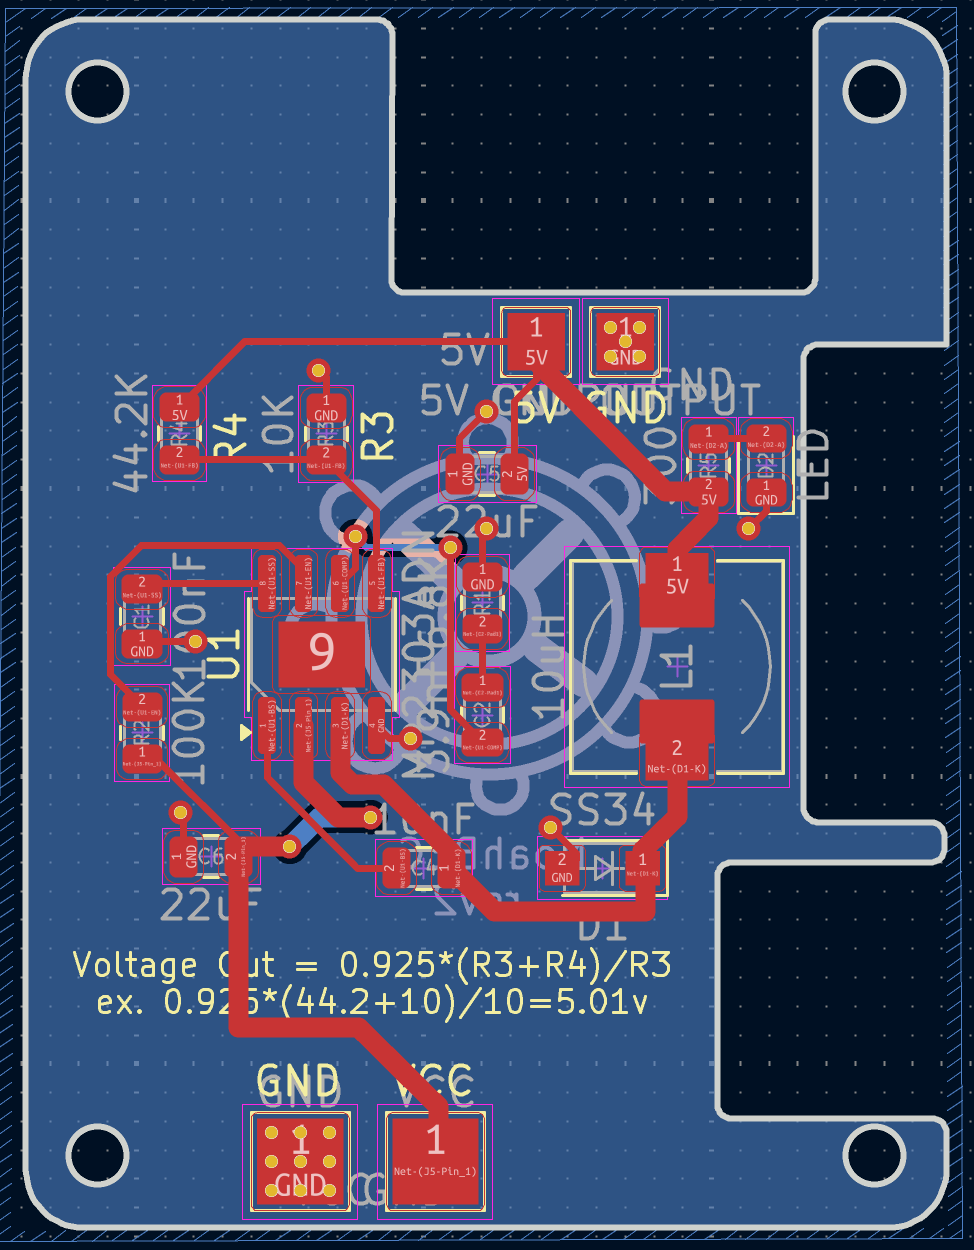 1
5V
1
GND
5V
5V
GND
GND
5V GND OUTPUT
44.2K
1
5V
R4
2
Net-(U1-FB)
R4
10K
1
GND
R3
2
Net-(U1-FB)
R3
1
GND
C5
2
5V
22uF
1
Net-(D2-A)
R5
2
5V
2
Net-(D2-A)
D2
1
GND
LED
2
Net-(U1-SS)
C1
1
GND
100nF
8
Net-(U1-SS)
7
Net-(U1-EN)
6
Net-(U1-COMP)
5
Net-(U1-FB)
U1
9
1
Net-(U1-BS)
2
Net-(J5-Pin_1)
3
Net-(D1-K)
4
GND
1
GND
R1
2
1
C2
2
Net-(U1-COMP)
10uH
1
5V
L1
2
Net-(D1-K)
2
Net-(U1-EN)
R2
1
Net-(J5-Pin_1)
100K
1
GND
C6
2
Net-(J5-Pin_1)
22uF
10nF
2
Net-(U1-BS)
C4
1
Net-(D1-K)
SS34
2
GND
1
Net-(D1-K)
D1
Voltage Out = 0.925*(R3+R4)/R3
ex. 0.925*(44.2+10)/10=5.01v
GND
GND
VCC
VCC
1
GND
1
Net-(J5-Pin_1)